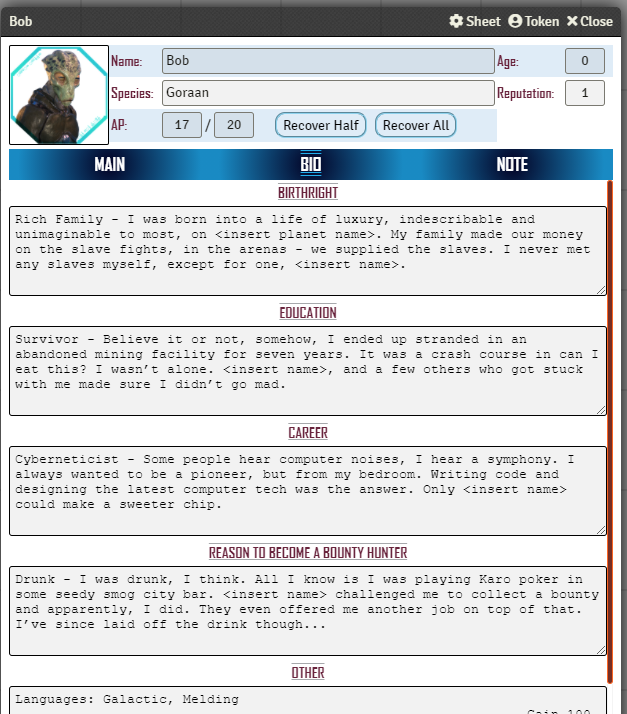 Bob
Sheet Token Close
Name: Bob Age: 0
Species: Goraan Reputation: 1
AP: 17 / 20 Recover Half Recover All
MAIN BIO NOTE
BIRTHRIGHT
Rich Family - I was born into a life of luxury, indescribable and
unimaginable to most, on <insert planet name>. My family made our money
on the slave fights, in the arenas - we supplied the slaves. I never met
any slaves myself, except for one, <insert name>.
EDUCATION
Survivor - Believe it or not, somehow, I ended up stranded in an
abandoned mining facility for seven years. It was a crash course in can I
eat this? I wasn’t alone. <insert name>, and a few others who got stuck
with me made sure I didn’t go mad.
CAREER
Cyberneticist - Some people hear computer noises, I hear a symphony. I
always wanted to be a pioneer, but from my bedroom. Writing code and
designing the latest computer tech was the answer. Only <insert name>
could make a sweeter chip.
REASON TO BECOME A BOUNTY HUNTER
Drunk - I was drunk, I think. All I know is I was playing Karo poker in
some seedy smog city bar. <insert name> challenged me to collect a bounty
and apparently, I did. They even offered me another job on top of that.
I’ve since laid off the drink though...
OTHER
Languages: Galactic, Melding
Gain 100